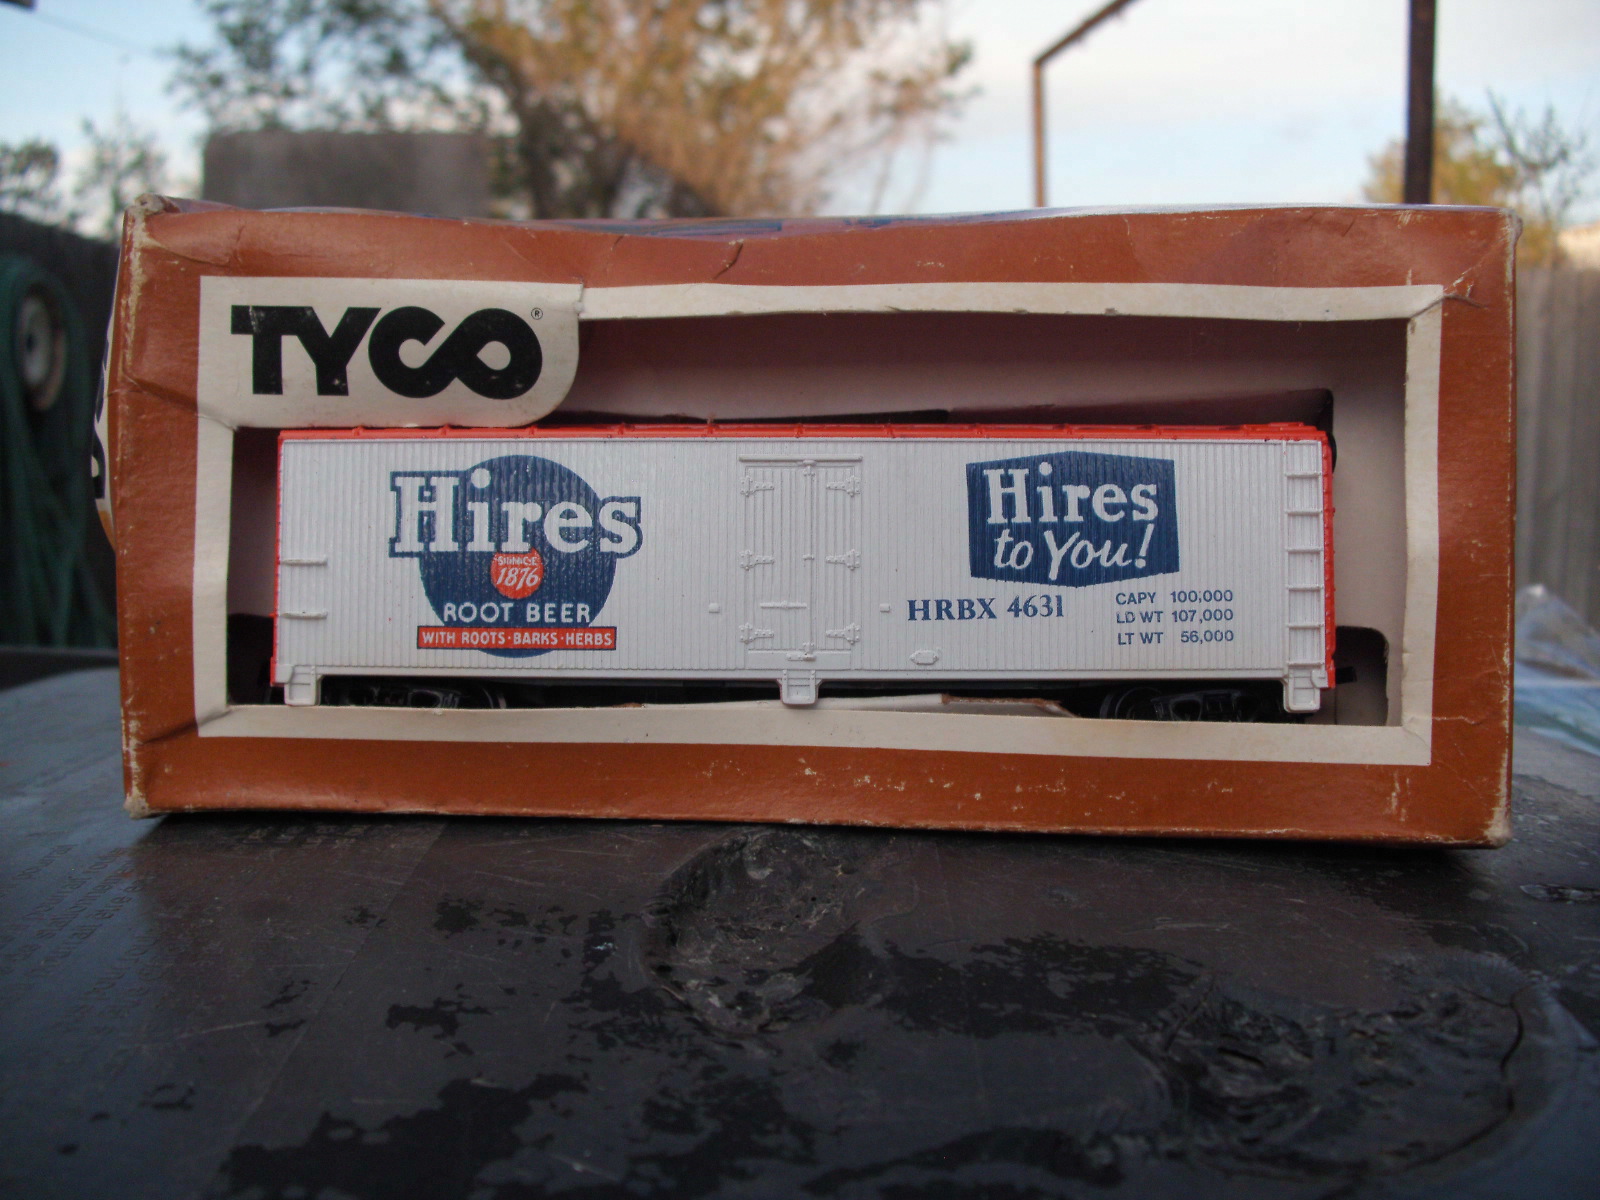 TYCO®
Hires
SINCE
1876
ROOT BEER
WITH ROOTS·BARKS·HERBS
Hires
to You!
HRBX 4631
CAPY 100,000
LD WT 107,000
LT WT 56,000